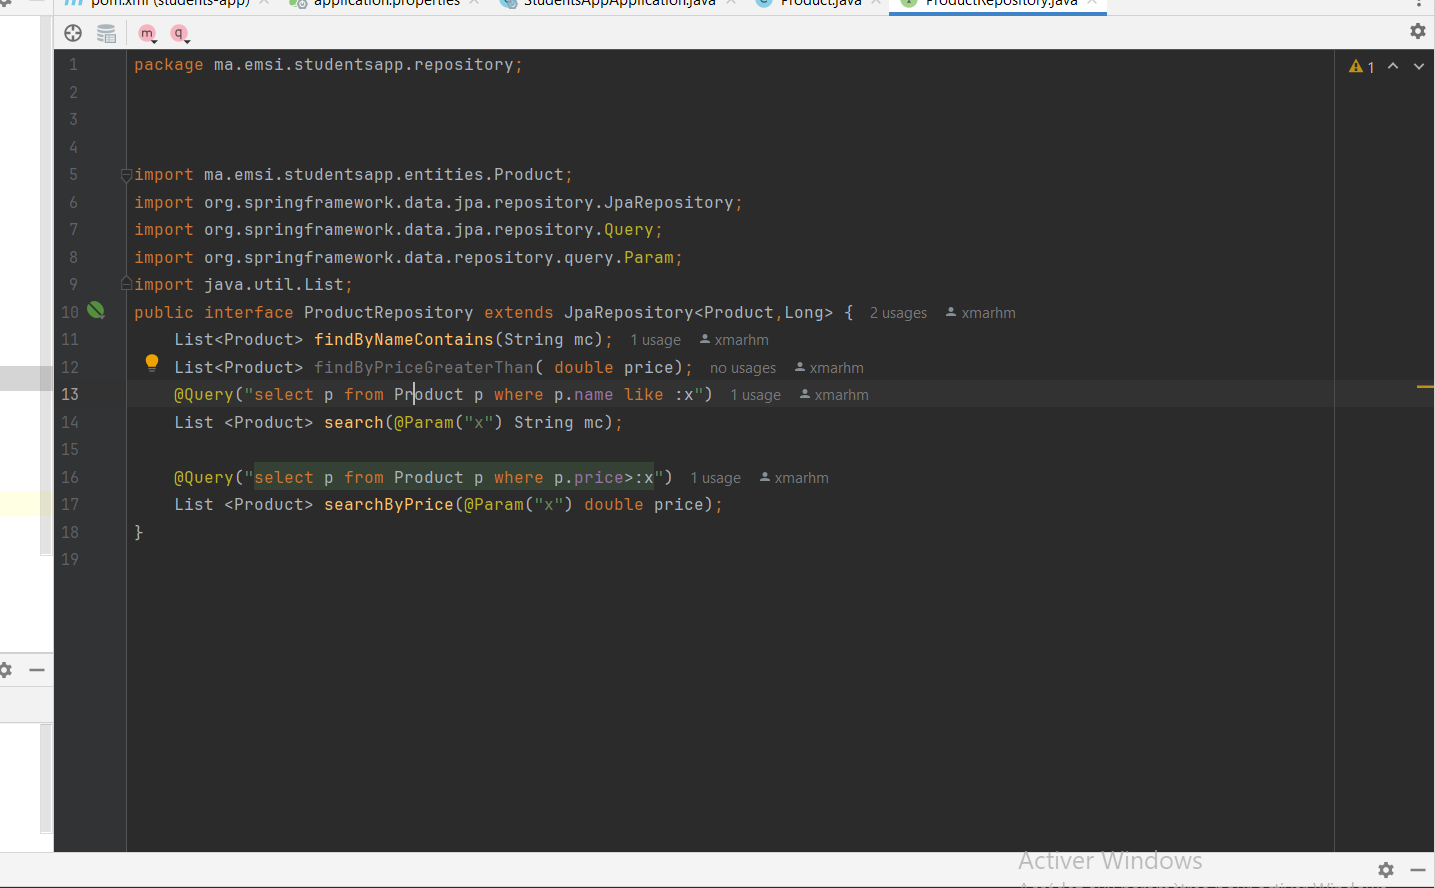 pom.xml (students-app) application.properties StudentsAppApplication.java Product.java ProductRepository.java
m q
1 package ma.emsi.studentsapp.repository; 1
2
3
4
5 import ma.emsi.studentsapp.entities.Product;
6 import org.springframework.data.jpa.repository.JpaRepository;
7 import org.springframework.data.jpa.repository.Query;
8 import org.springframework.data.repository.query.Param;
9 import java.util.List;
10 public interface ProductRepository extends JpaRepository<Product,Long> { 2 usages xmarhm
11 List<Product> findByNameContains(String mc); 1 usage xmarhm
12 List<Product> findByPriceGreaterThan( double price); no usages xmarhm
13 @Query("select p from Product p where p.name like :x") 1 usage xmarhm
14 List <Product> search(@Param("x") String mc);
15
16 @Query("select p from Product p where p.price>:x") 1 usage xmarhm
17 List <Product> searchByPrice(@Param("x") double price);
18 }
19
Activer Windows